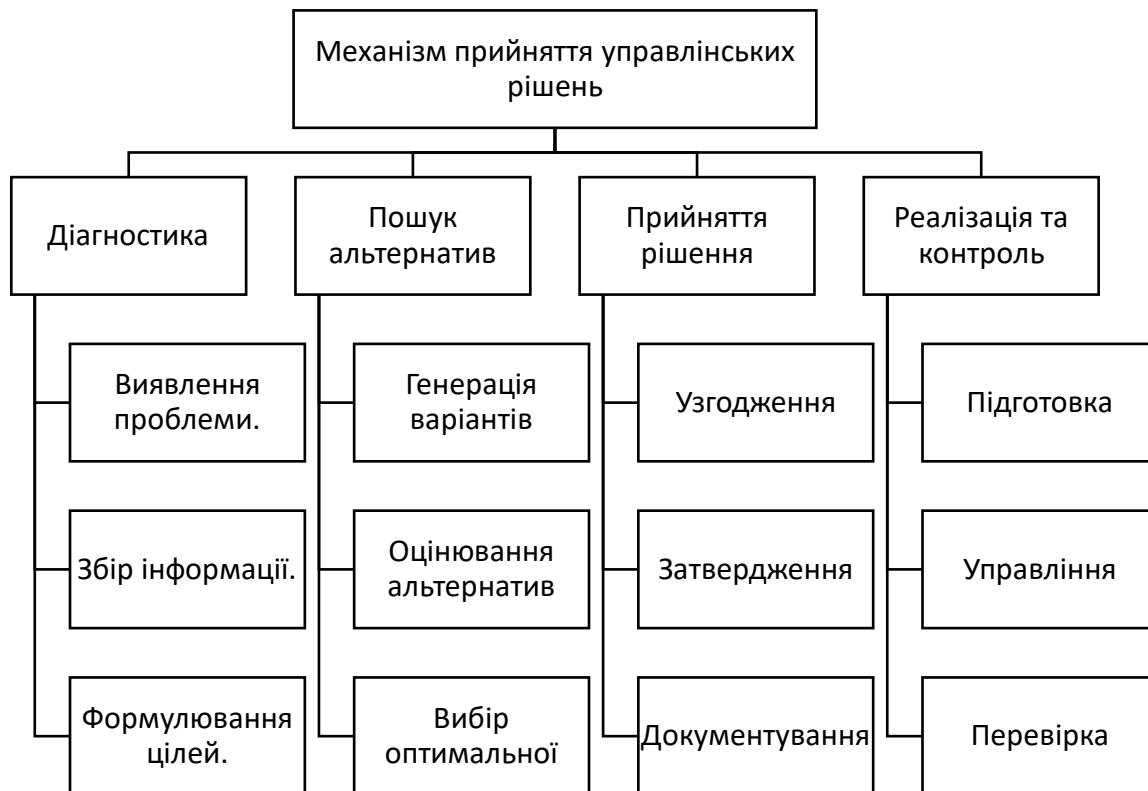 Механізм прийняття управлінських
рішень
Діагностика
Пошук
альтернатив
Прийняття
рішення
Реалізація та
контроль
Виявлення
проблеми.
Збір інформації.
Формулювання
цілей.
Генерація
варіантів
Оцінювання
альтернатив
Вибір
оптимальної
Узгодження
Затвердження
Документування
Підготовка
Управління
Перевірка